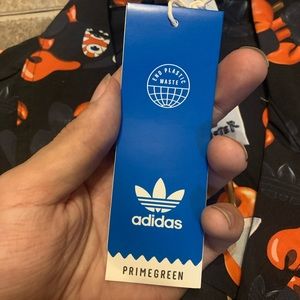 END PLASTIC
WASTE
adidas
PRIMEGREEN